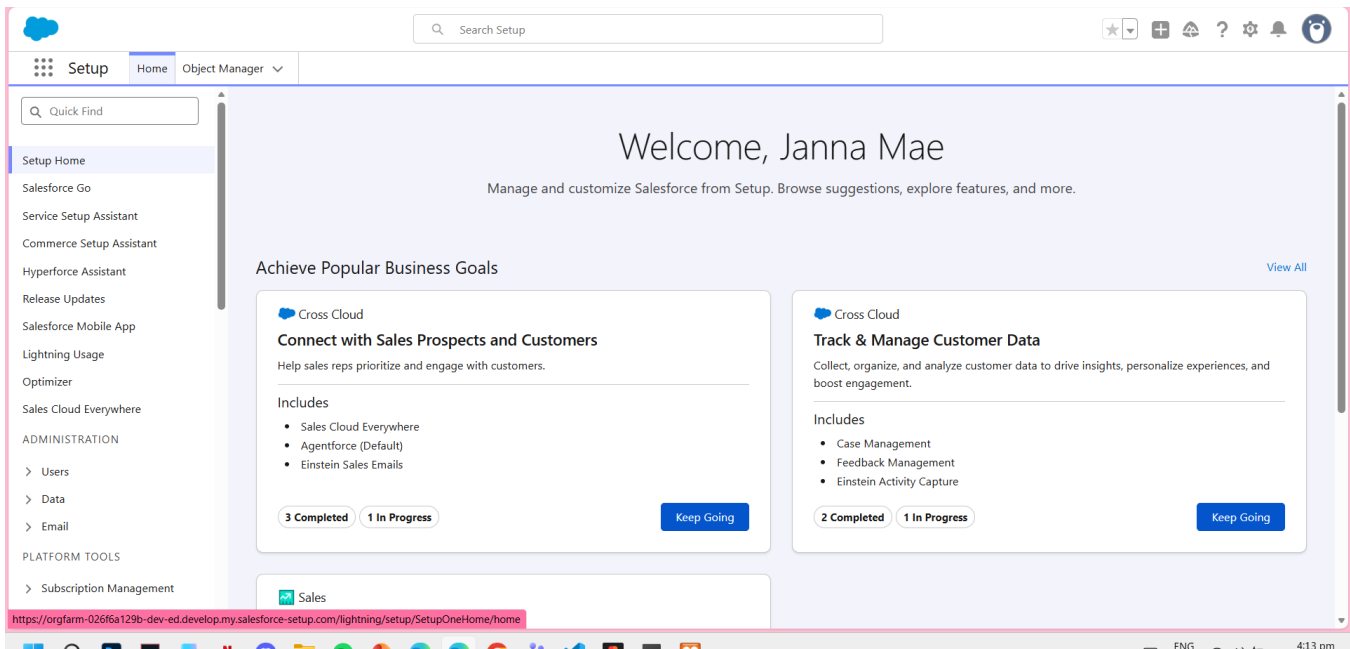 Search Setup
Setup
Home
Object Manager
Quick Find
Setup Home
Salesforce Go
Service Setup Assistant
Commerce Setup Assistant
Hyperforce Assistant
Release Updates
Salesforce Mobile App
Lightning Usage
Optimizer
Sales Cloud Everywhere
ADMINISTRATION
Users
Data
Email
PLATFORM TOOLS
Subscription Management
Welcome, Janna Mae
Manage and customize Salesforce from Setup. Browse suggestions, explore features, and more.
Achieve Popular Business Goals
View All
Cross Cloud
Connect with Sales Prospects and Customers
Help sales reps prioritize and engage with customers.
Includes
Sales Cloud Everywhere
Agentforce (Default)
Einstein Sales Emails
3 Completed
1 In Progress
Keep Going
Cross Cloud
Track & Manage Customer Data
Collect, organize, and analyze customer data to drive insights, personalize experiences, and
boost engagement.
Includes
Case Management
Feedback Management
Einstein Activity Capture
2 Completed
1 In Progress
Keep Going
Sales
https://orgfarm-026f6a129b-dev-ed.develop.my.salesforce-setup.com/lightning/setup/SetupOneHome/home
ENG
4:13 pm